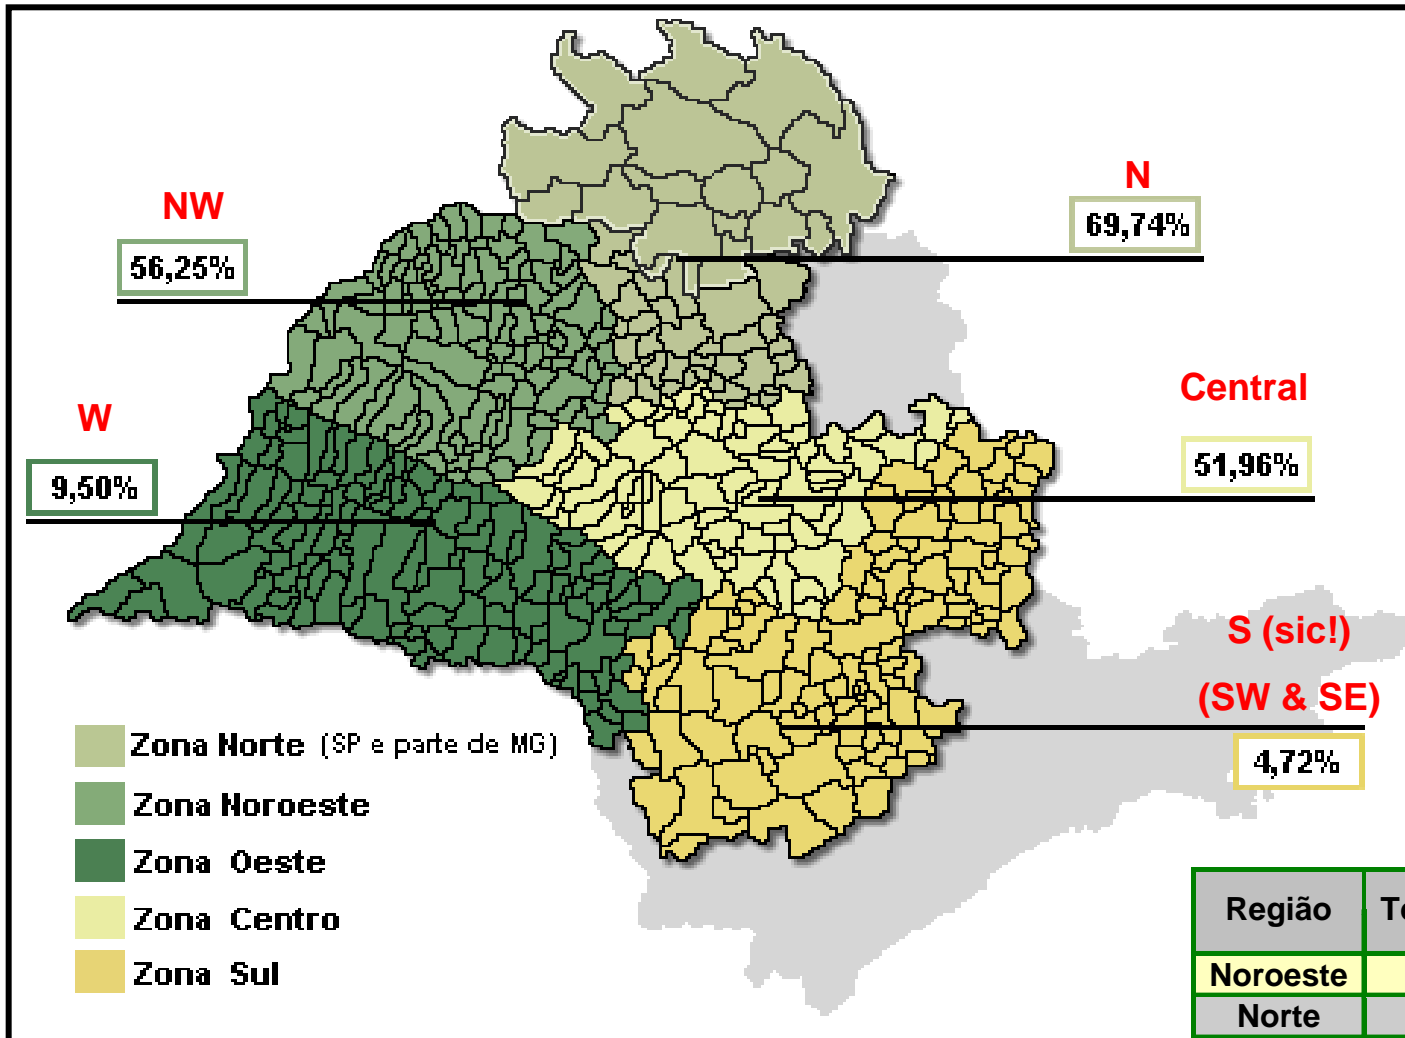 N
69,74%
NW
56,25%
Central
51,96%
W
9,50%
S (sic!)
(SW & SE)
4,72%
Zona Norte (SP e parte de MG)
Zona Noroeste
Zona Oeste
Zona Centro
Zona Sul
Região
Noroeste
Norte